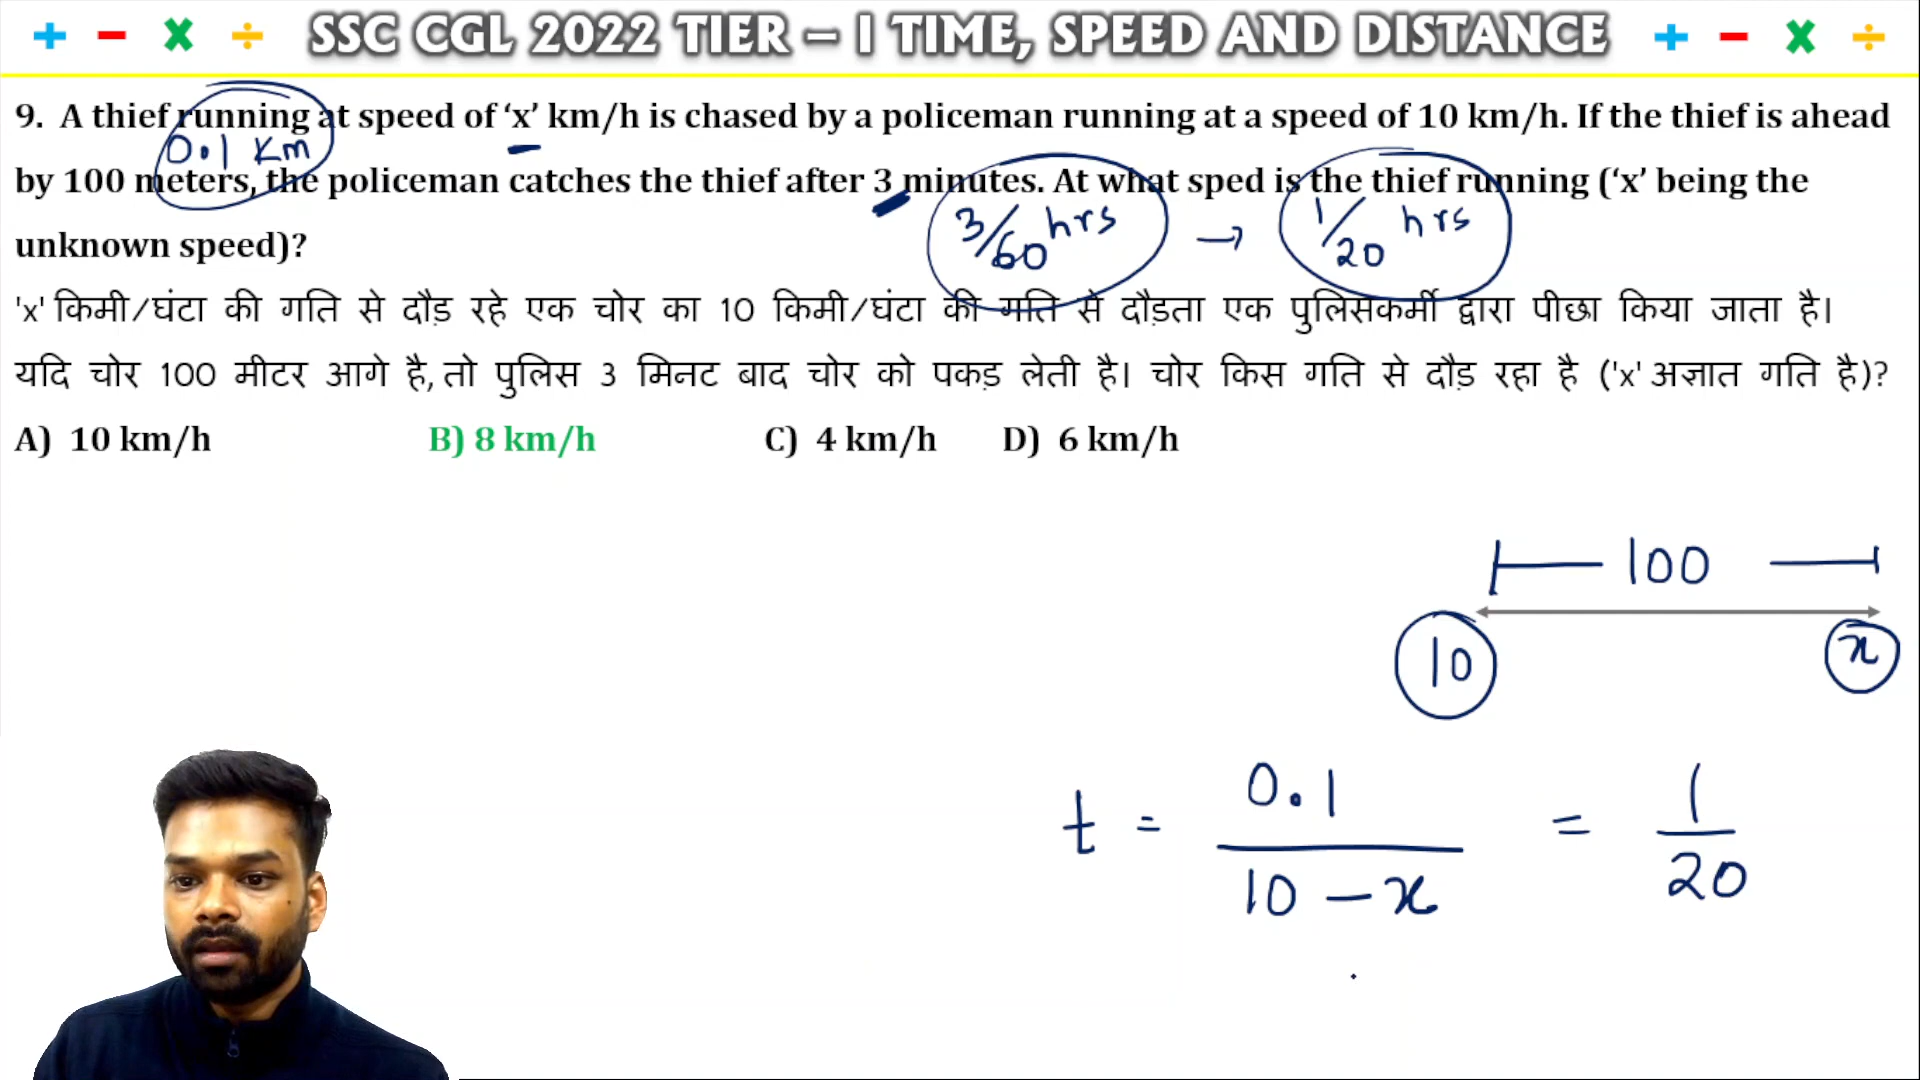 + − × ÷ SSC CGL 2022 TIER – I TIME, SPEED AND DISTANCE + − × ÷
9. A thief running at speed of ‘x’ km/h is chased by a policeman running at a speed of 10 km/h. If the thief is ahead
0.1 Km
by 100 meters, the policeman catches the thief after 3 minutes. At what sped is the thief running (‘x’ being the
3/60 hrs → 1/20 hrs
unknown speed)?
'x' किमी/घंटा की गति से दौड़ रहे एक चोर का 10 किमी/घंटा की गति से दौड़ता एक पुलिसकर्मी द्वारा पीछा किया जाता है।
यदि चोर 100 मीटर आगे है, तो पुलिस 3 मिनट बाद चोर को पकड़ लेती है। चोर किस गति से दौड़ रहा है ('x' अज्ञात गति है)?
A) 10 km/h B) 8 km/h C) 4 km/h D) 6 km/h
100
10 x
t = 0.1 / 10 − x = 1 / 20